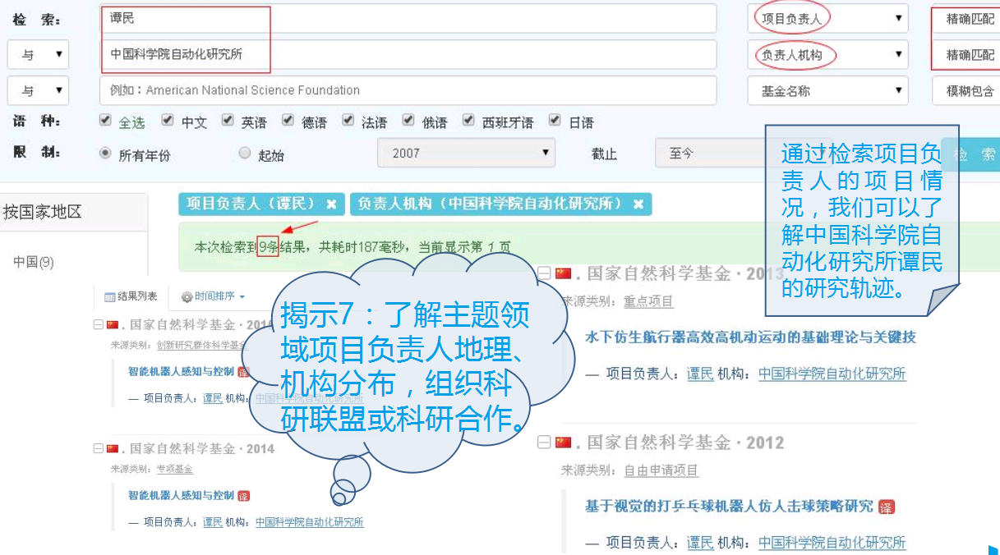 检 索: 谭民 项目负责人 精确匹配
与 中国科学院自动化研究所 负责人机构 精确匹配
与 例如：American National Science Foundation 基金名称 模糊包含
语 种: 全选 中文 英语 德语 法语 俄语 西班牙语 日语
限 制: 所有年份 起始 2007 截止 至今 检 索
通过检索项目负
责人的项目情
况，我们可以了
解中国科学院自
动化研究所谭民
的研究轨迹。
按国家地区
中国(9)
项目负责人（谭民） × 负责人机构（中国科学院自动化研究所） ×
本次检索到9条结果，共耗时187毫秒，当前显示第 1 页
结果列表 时间排序
. 国家自然科学基金 · 201
来源类别: 创新研究群体科学基金
智能机器人感知与控制 译
— 项目负责人: 谭民 机构: 中国科学院自动化研究所
. 国家自然科学基金 · 2014
来源类别: 专项基金
智能机器人感知与控制 译
— 项目负责人: 谭民 机构: 中国科学院自动化研究所
揭示7：了解主题领
域项目负责人地理、
机构分布，组织科
研联盟或科研合作。
. 国家自然科学基金 · 2013
来源类别: 重点项目
水下仿生航行器高效高机动运动的基础理论与关键技
— 项目负责人: 谭民 机构: 中国科学院自动化研究所
. 国家自然科学基金 · 2012
来源类别: 自由申请项目
基于视觉的打乒乓球机器人仿人击球策略研究 译
— 项目负责人: 谭民 机构: 中国科学院自动化研究所